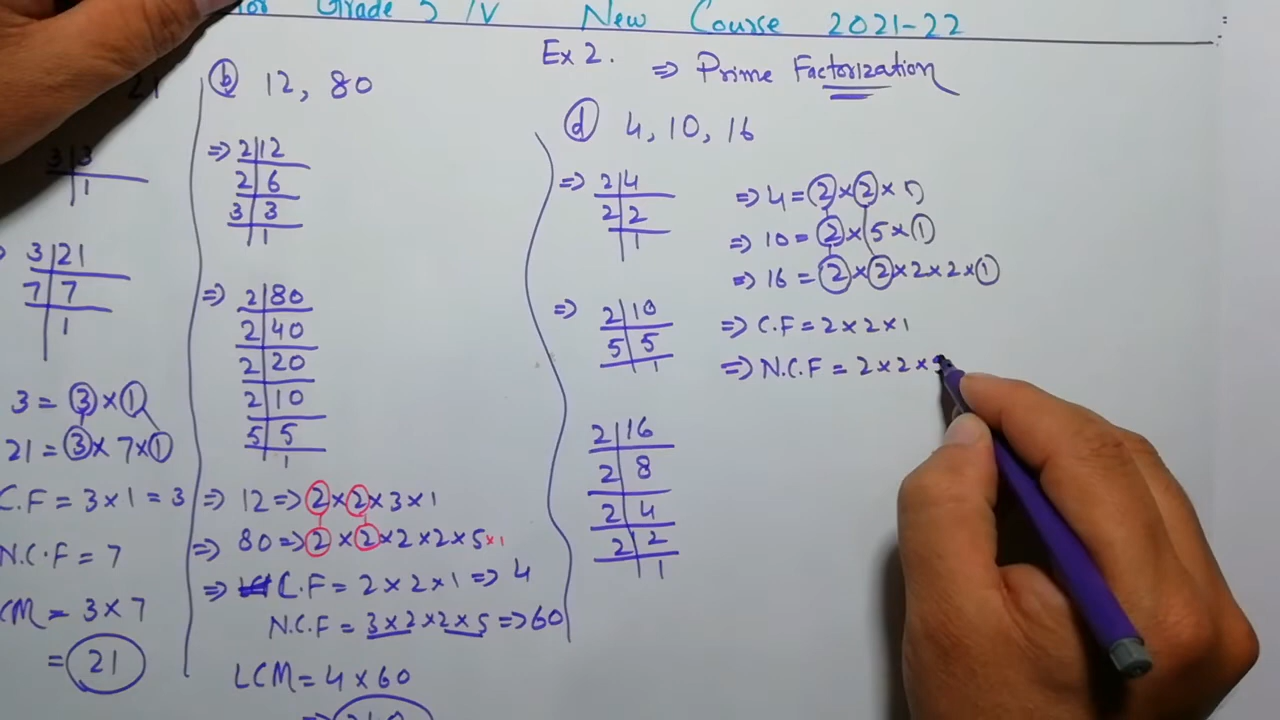 Grade 5 IV New Course 2021-22
Ex 2. ⇒ Prime Factorization
21
3|3
1
3|21
7|7
1
3 = 3 × 1
21 = 3 × 7 × 1
C.F = 3 × 1 = 3
N.C.F = 7
LCM = 3 × 7
= 21
(b) 12, 80
⇒ 2|12
2|6
3|3
1
⇒ 2|80
2|40
2|20
2|10
5|5
1
⇒ 12 ⇒ 2 × 2 × 3 × 1
⇒ 80 ⇒ 2 × 2 × 2 × 2 × 5 × 1
⇒ C.F = 2 × 2 × 1 ⇒ 4
N.C.F = 3 × 2 × 2 × 5 ⇒ 60
LCM = 4 × 60
⇒ 240
(d) 4, 10, 16
⇒ 2|4
2|2
1
⇒ 2|10
5|5
1
2|16
2|8
2|4
2|2
1
⇒ 4 = 2 × 2 × 1
⇒ 10 = 2 × 5 × 1
⇒ 16 = 2 × 2 × 2 × 2 × 1
⇒ C.F = 2 × 2 × 1
⇒ N.C.F = 2 × 2 ×